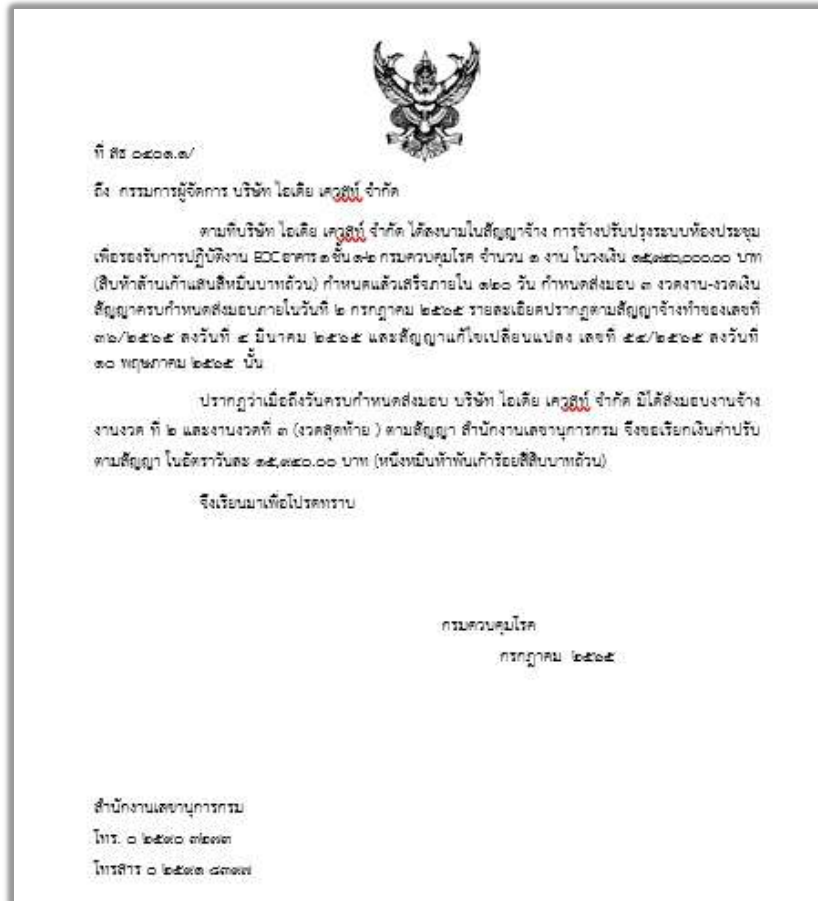 ที่ สธ ๐๔๐๑.๑/
ถึง กรรมการผู้จัดการ บริษัท ไอเดีย เควสท์ จำกัด
ตามที่บริษัท ไอเดีย เควสท์ จำกัด ได้ลงนามในสัญญาจ้าง การจ้างปรับปรุงระบบห้องประชุม
เพื่อรองรับการปฏิบัติงาน EOC อาคาร ๑ ชั้น ๑-๒ กรมควบคุมโรค จำนวน ๑ งาน ในวงเงิน ๑๕,๙๔๐,๐๐๐.๐๐ บาท
(สิบห้าล้านเก้าแสนสี่หมื่นบาทถ้วน) กำหนดแล้วเสร็จภายใน ๑๒๐ วัน กำหนดส่งมอบ ๓ งวดงาน-งวดเงิน
สัญญาครบกำหนดส่งมอบภายในวันที่ ๒ กรกฎาคม ๒๕๖๕ รายละเอียดปรากฏตามสัญญาจ้างทำของเลขที่
๓๖/๒๕๖๕ ลงวันที่ ๔ มีนาคม ๒๕๖๕ และสัญญาแก้ไขเปลี่ยนแปลง เลขที่ ๕๔/๒๕๖๕ ลงวันที่
๑๐ พฤษภาคม ๒๕๖๕ นั้น
ปรากฏว่าเมื่อถึงวันครบกำหนดส่งมอบ บริษัท ไอเดีย เควสท์ จำกัด มิได้ส่งมอบงานจ้าง
งานงวด ที่ ๒ และงานงวดที่ ๓ (งวดสุดท้าย ) ตามสัญญา สำนักงานเลขานุการกรม จึงขอเรียกเงินค่าปรับ
ตามสัญญา ในอัตราวันละ ๑๕,๙๔๐.๐๐ บาท (หนึ่งหมื่นห้าพันเก้าร้อยสี่สิบบาทถ้วน)
จึงเรียนมาเพื่อโปรดทราบ
กรมควบคุมโรค
กรกฎาคม ๒๕๖๕
สำนักงานเลขานุการกรม
โทร. ๐ ๒๕๙๐ ๓๒๗๓
โทรสาร ๐ ๒๕๙๑ ๘๓๙๗